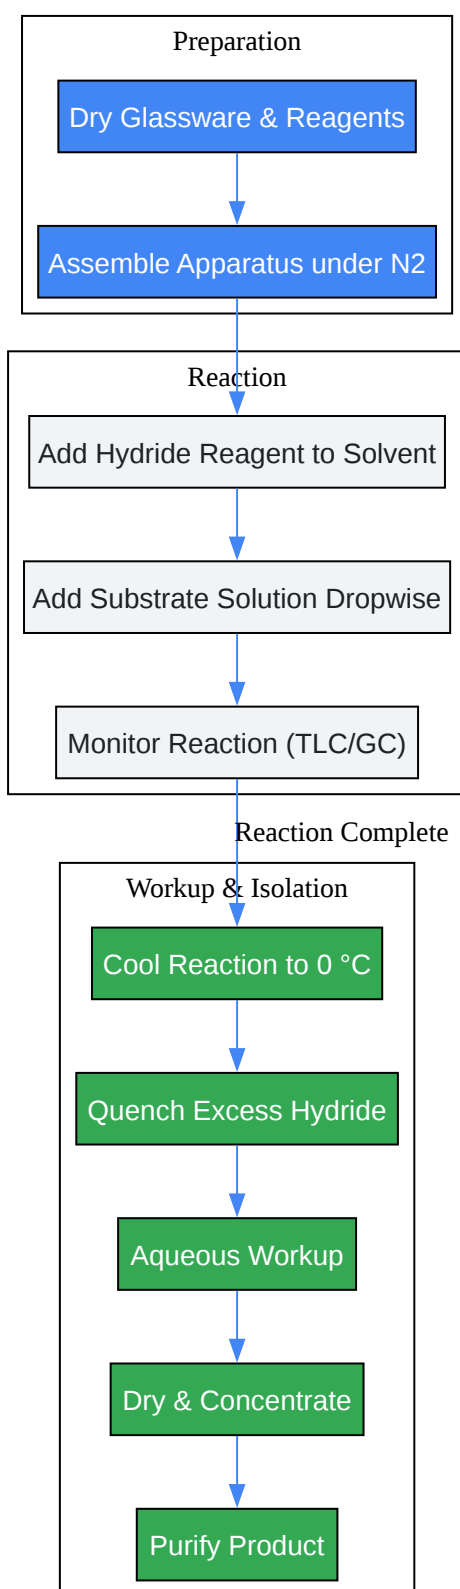 Preparation
Dry Glassware & Reagents
Assemble Apparatus under N2
Reaction
Add Hydride Reagent to Solvent
Add Substrate Solution Dropwise
Monitor Reaction (TLC/GC)
Reaction Complete
Workup & Isolation
Cool Reaction to 0 °C
Quench Excess Hydride
Aqueous Workup
Dry & Concentrate
Purify Product